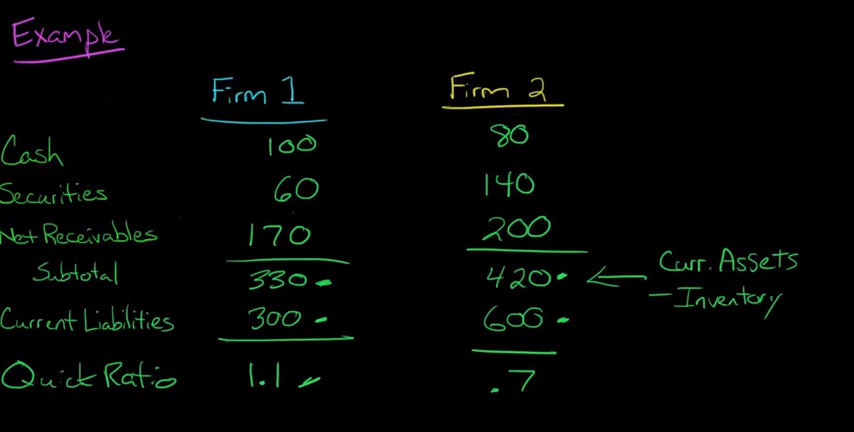 Example
Firm 1 Firm 2
Cash 100 80
Securities 60 140
Net Receivables 170 200
Subtotal 330 420 ← Curr. Assets
- Inventory
Current Liabilities 300 600
Quick Ratio 1.1 .7